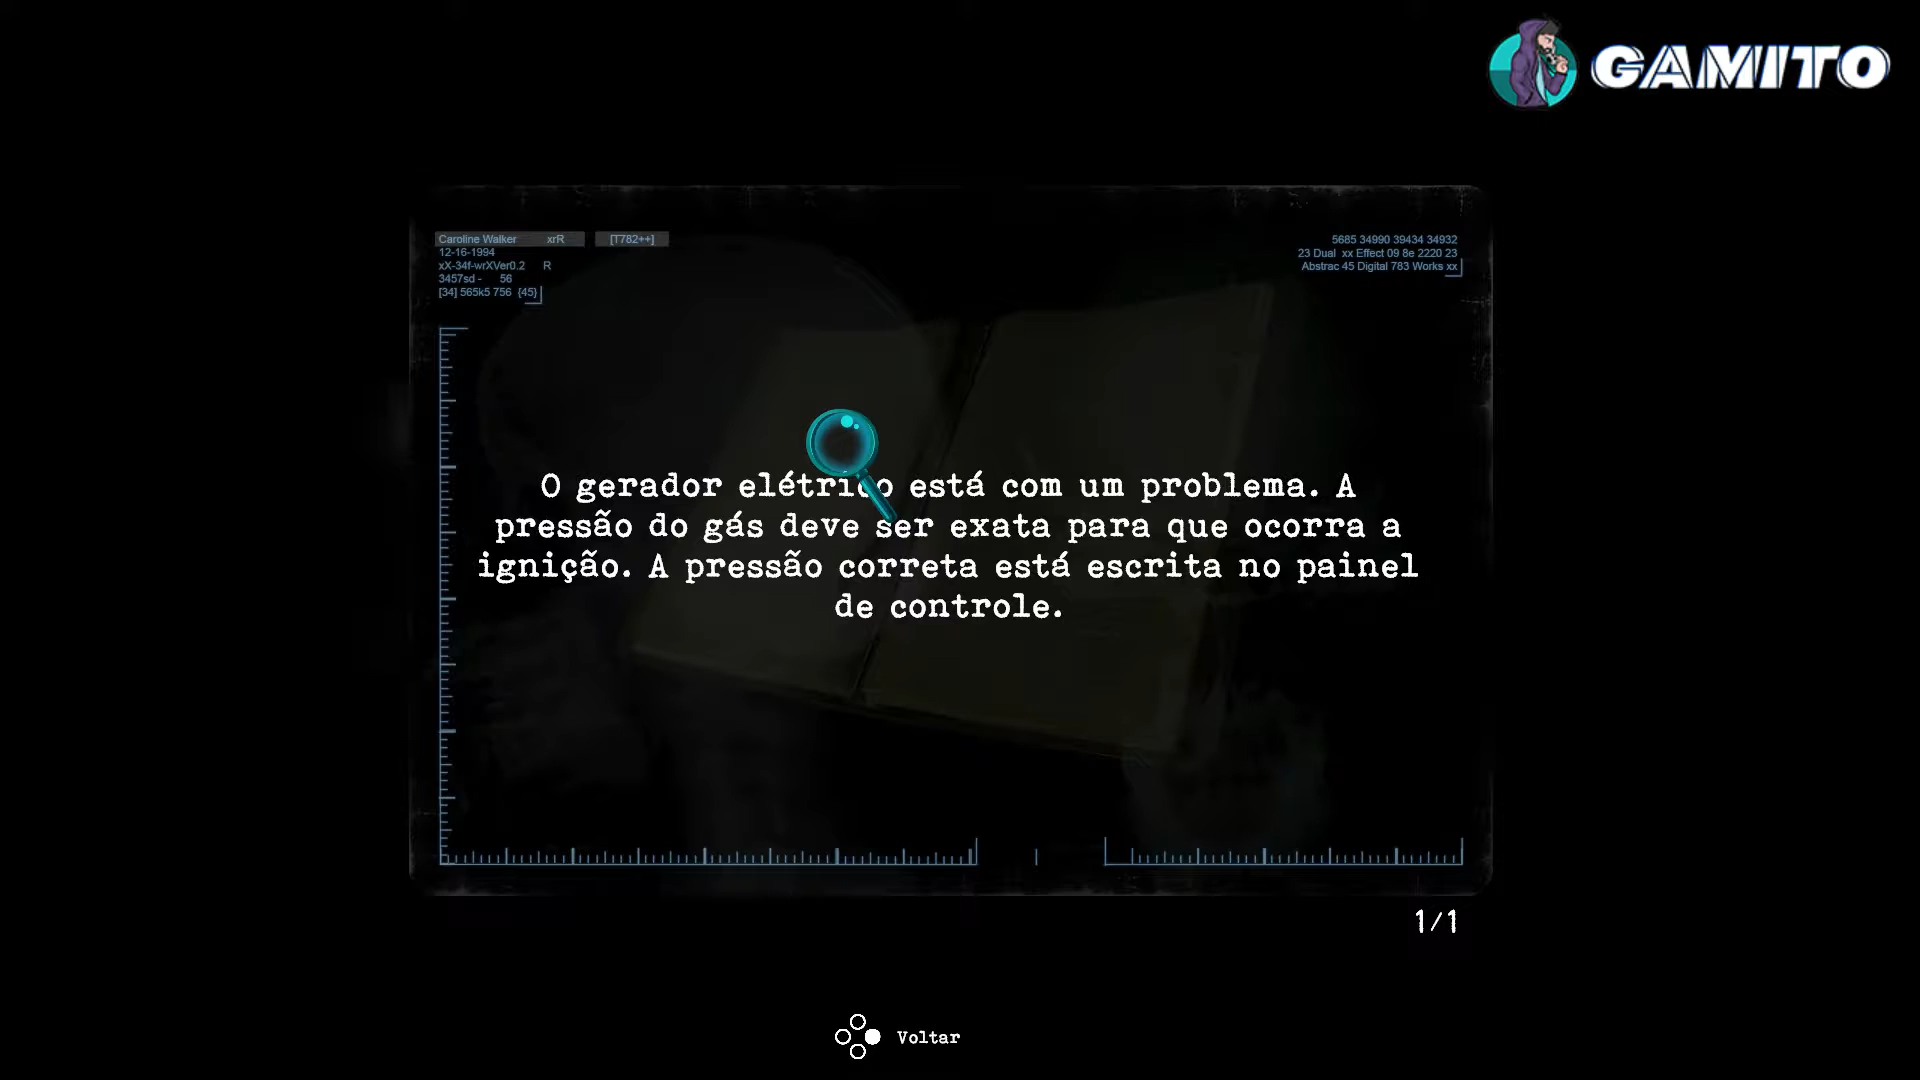 GAMITO
Caroline Walker xrR [T782++]
12-16-1994
xX-34f-wrXVer0.2 R
3457sd - 56
[34] 565k5 756 {45}
5685 34990 39434 34932
23 Dual xx Effect 09 8e 2220 23
Abstrac 45 Digital 783 Works xx
O gerador elétrico está com um problema. A
pressão do gás deve ser exata para que ocorra a
ignição. A pressão correta está escrita no painel
de controle.
1/1
Voltar